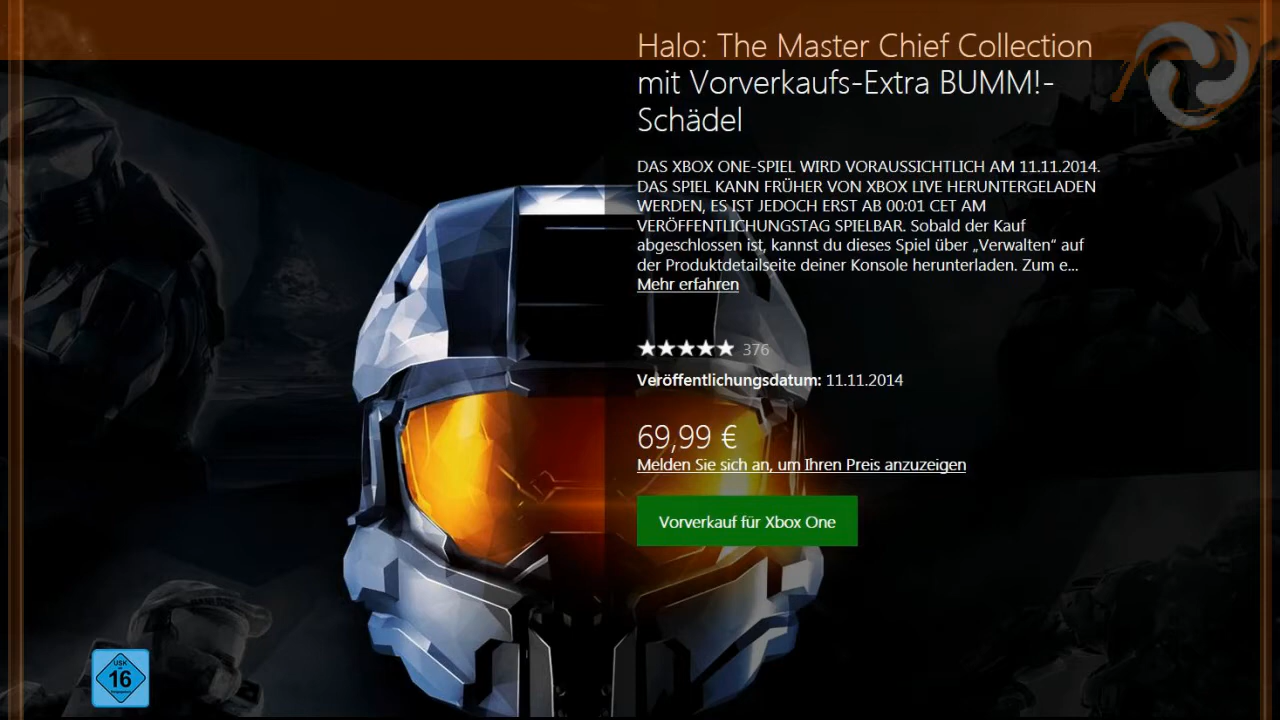 Halo: The Master Chief Collection
mit Vorverkaufs-Extra BUMM!-
Schädel
DAS XBOX ONE-SPIEL WIRD VORAUSSICHTLICH AM 11.11.2014.
DAS SPIEL KANN FRÜHER VON XBOX LIVE HERUNTERGELADEN
WERDEN, ES IST JEDOCH ERST AB 00:01 CET AM
VERÖFFENTLICHUNGSTAG SPIELBAR. Sobald der Kauf
abgeschlossen ist, kannst du dieses Spiel über „Verwalten“ auf
der Produktdetailseite deiner Konsole herunterladen. Zum e...
Mehr erfahren
376
Veröffentlichungsdatum: 11.11.2014
69,99 €
Melden Sie sich an, um Ihren Preis anzuzeigen
Vorverkauf für Xbox One
USK
16